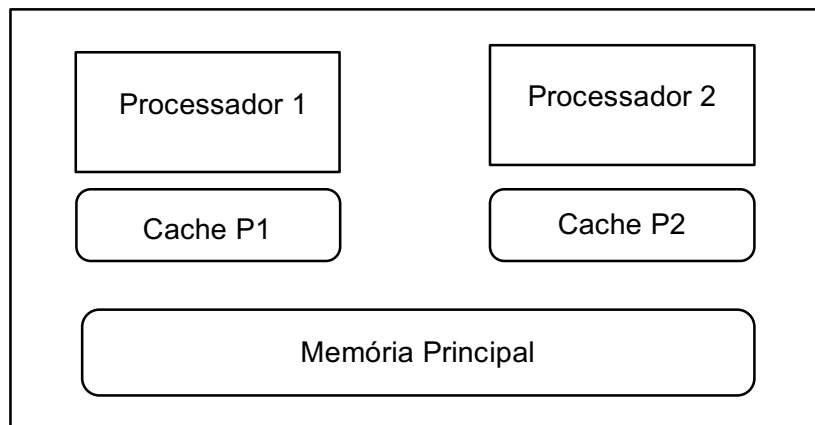 Processador 1
Processador 2
Cache P1
Cache P2
Memória Principal